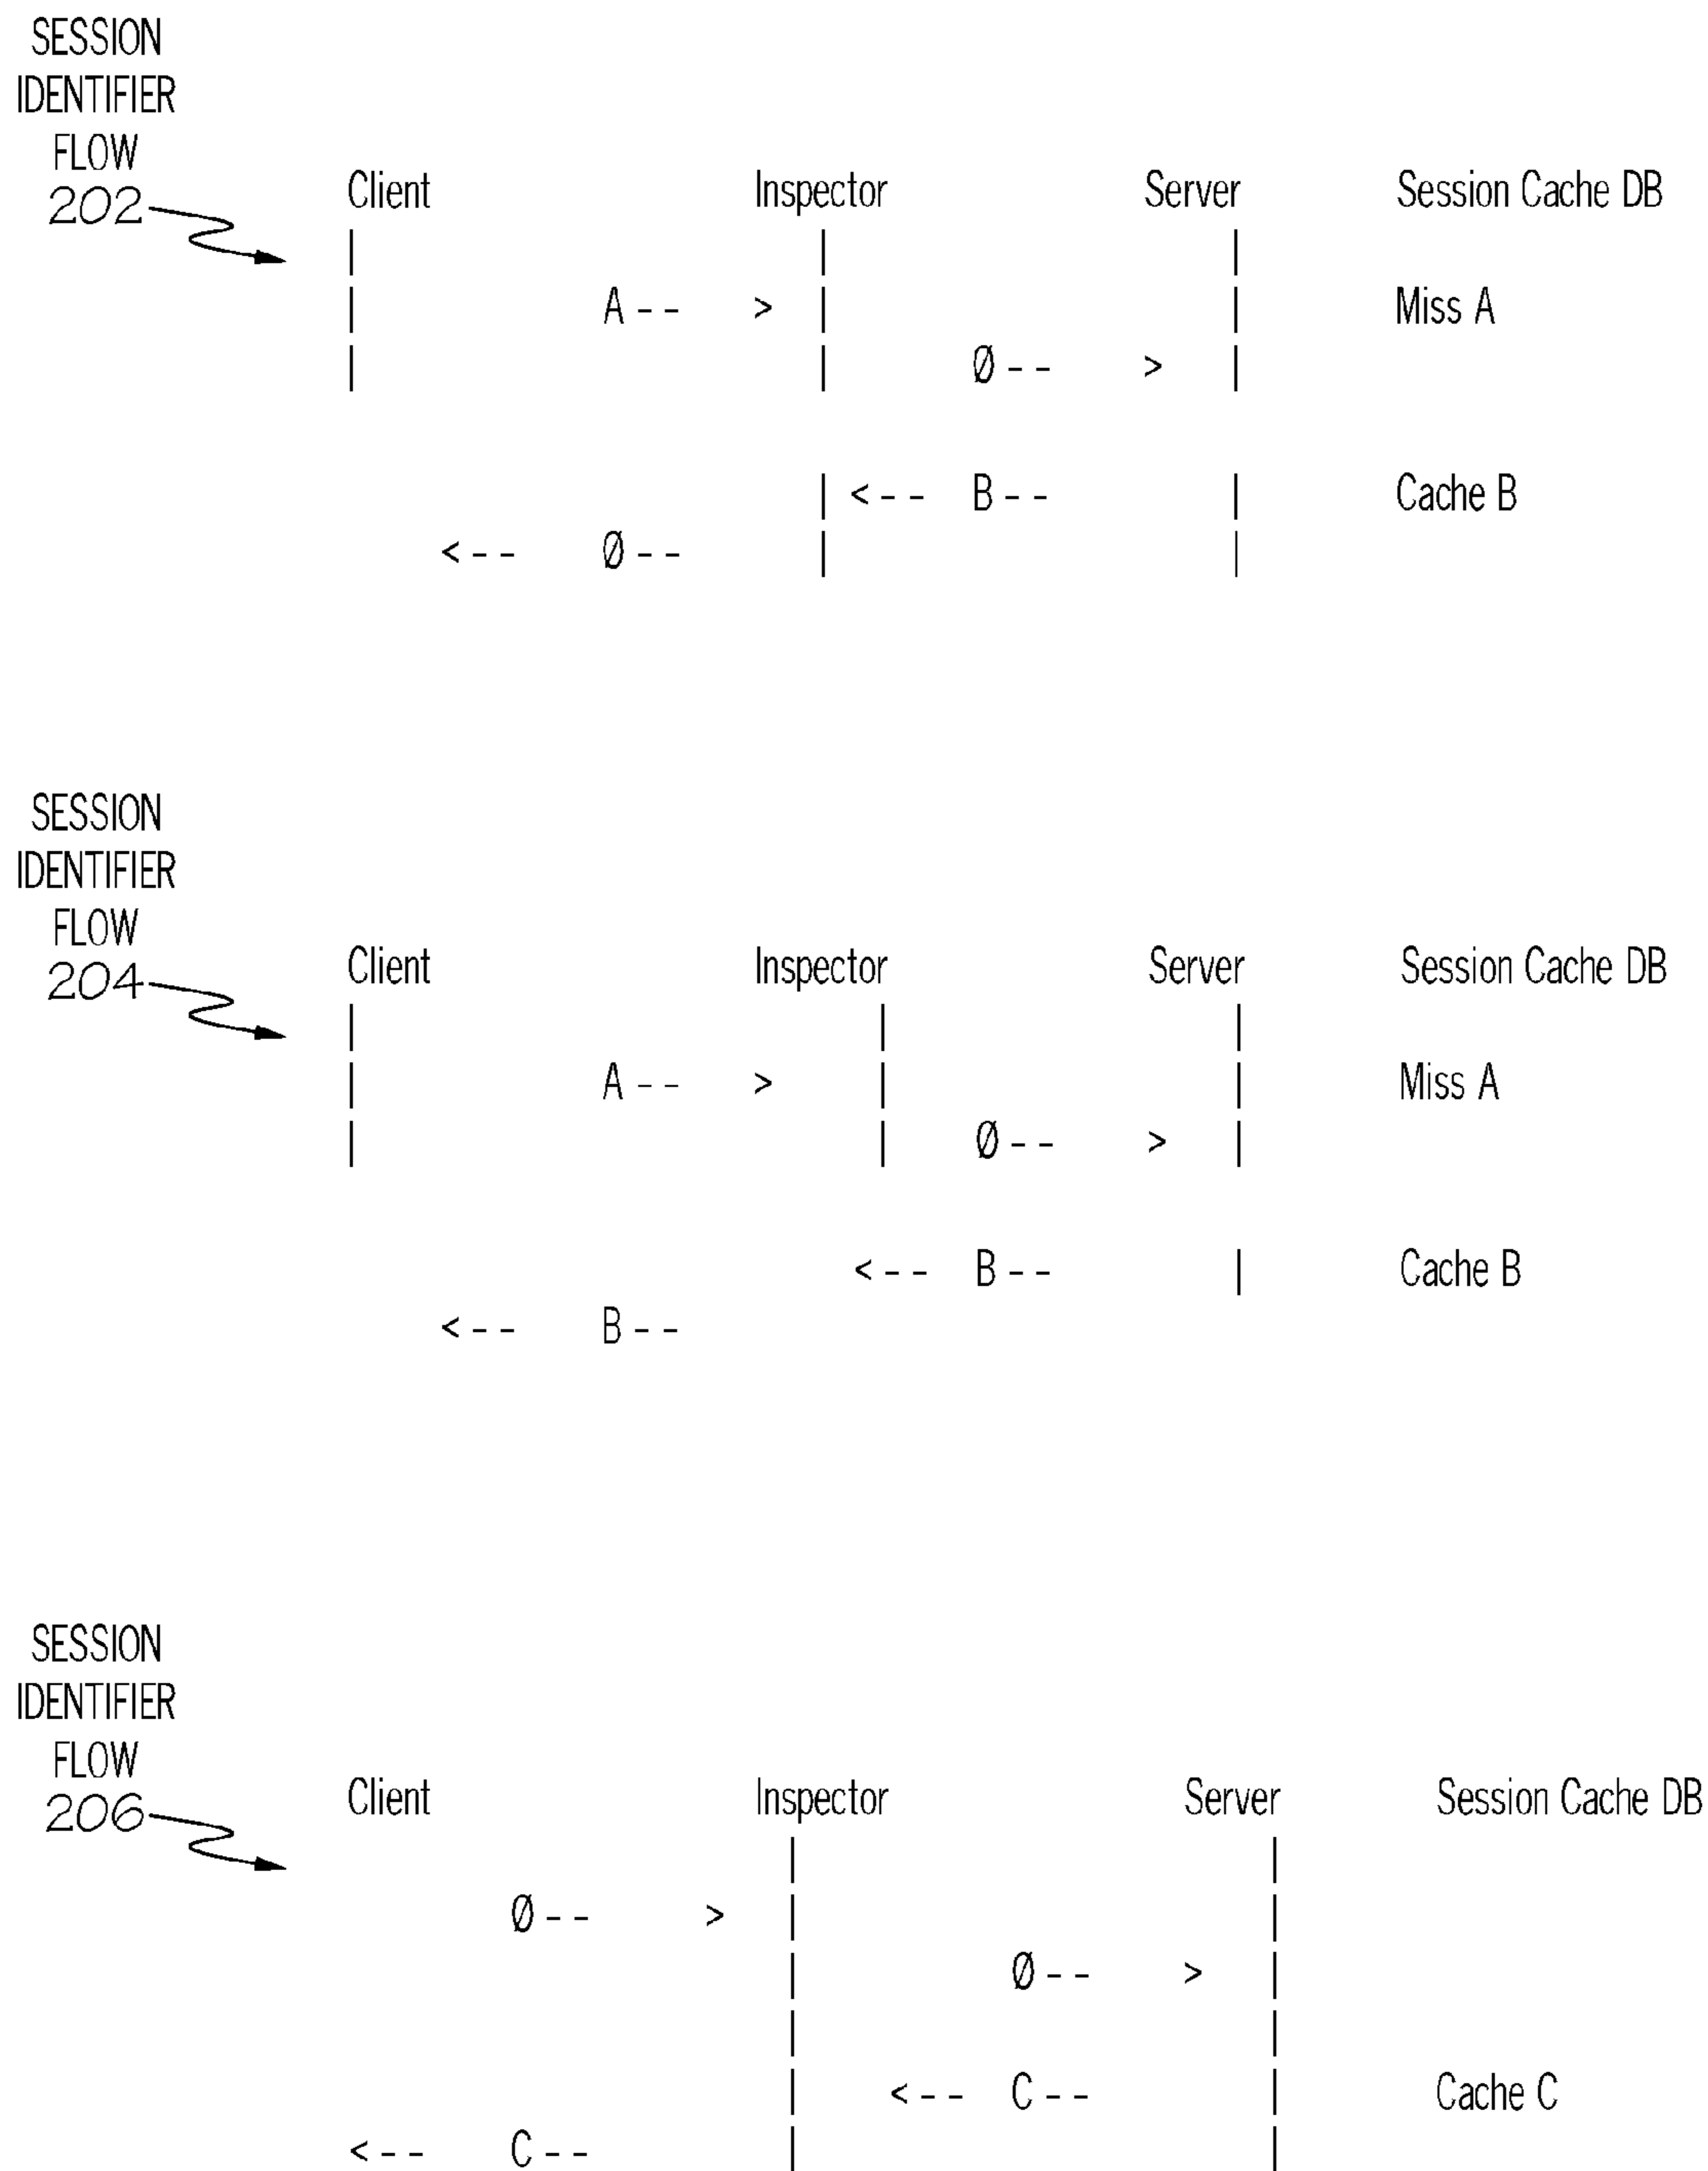 SESSION
IDENTIFIER
FLOW
202
Client Inspector Server Session Cache DB
| | |
| A -- > | | Miss A
| | Ø -- > |
| <-- B -- | Cache B
<-- Ø -- | |
SESSION
IDENTIFIER
FLOW
204
Client Inspector Server Session Cache DB
| | |
| A -- > | | Miss A
| | Ø -- > |
<-- B -- | Cache B
<-- B --
SESSION
IDENTIFIER
FLOW
206
Client Inspector Server Session Cache DB
| |
Ø -- > | |
| Ø -- > |
| |
| <-- C -- | Cache C
<-- C -- | |